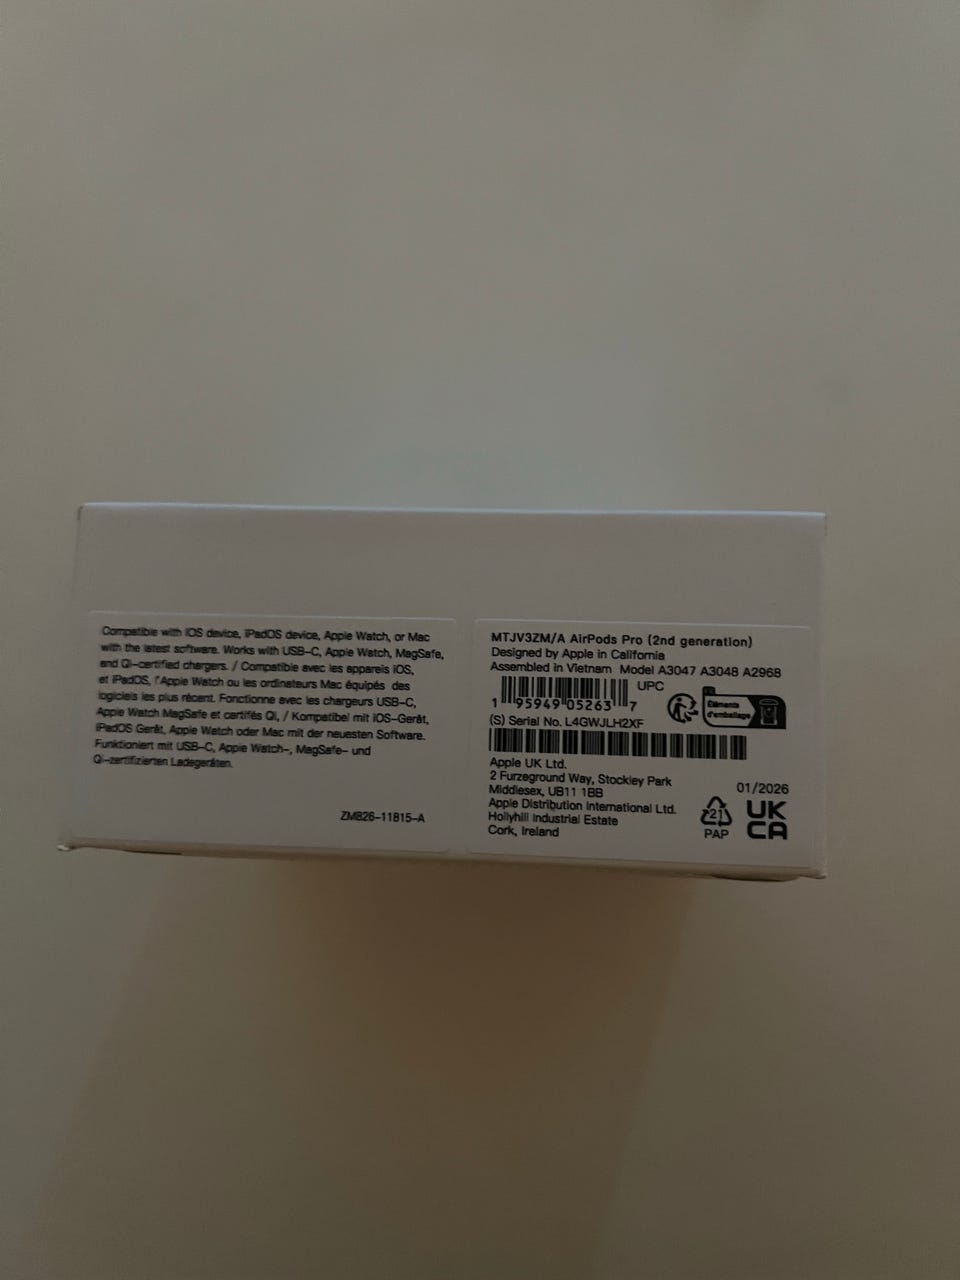 Compatible with iOS device, iPadOS device, Apple Watch, or Mac
with the latest software. Works with USB-C, Apple Watch, MagSafe,
and Qi-certified chargers. / Compatible avec les appareils iOS,
et iPadOS, l'Apple Watch ou les ordinateurs Mac équipés des
logiciels les plus récent. Fonctionne avec les chargeurs USB-C,
Apple Watch MagSafe et certifés Qi, / Kompatibel mit iOS-Gerät,
iPadOS Gerät, Apple Watch oder Mac mit der neuesten Software.
Funktioniert mit USB-C, Apple Watch-, MagSafe- und
Qi-zertifizierten Ladegeräten.
ZM826-11815-A
MTJV3ZM/A AirPods Pro (2nd generation)
Designed by Apple in California
Assembled in Vietnam Model A3047 A3048 A2968
UPC
1 95949 05263 7
Éléments
d'emballage
(S) Serial No. L4GWJLH2XF
Apple UK Ltd.
2 Furzeground Way, Stockley Park
Middlesex, UB11 1BB
Apple Distribution International Ltd.
Hollyhill Industrial Estate
Cork, Ireland
21
PAP
01/2026
UK
CA